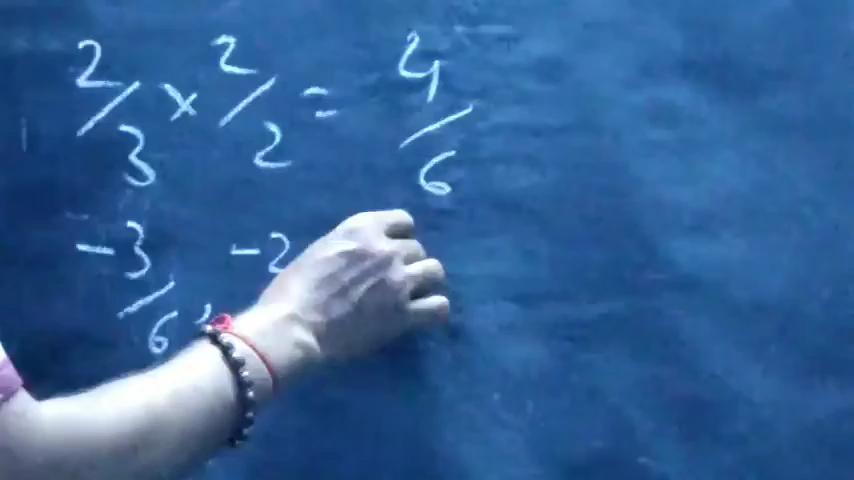 2/3 × 2/2 = 4/6
-3/6, -2